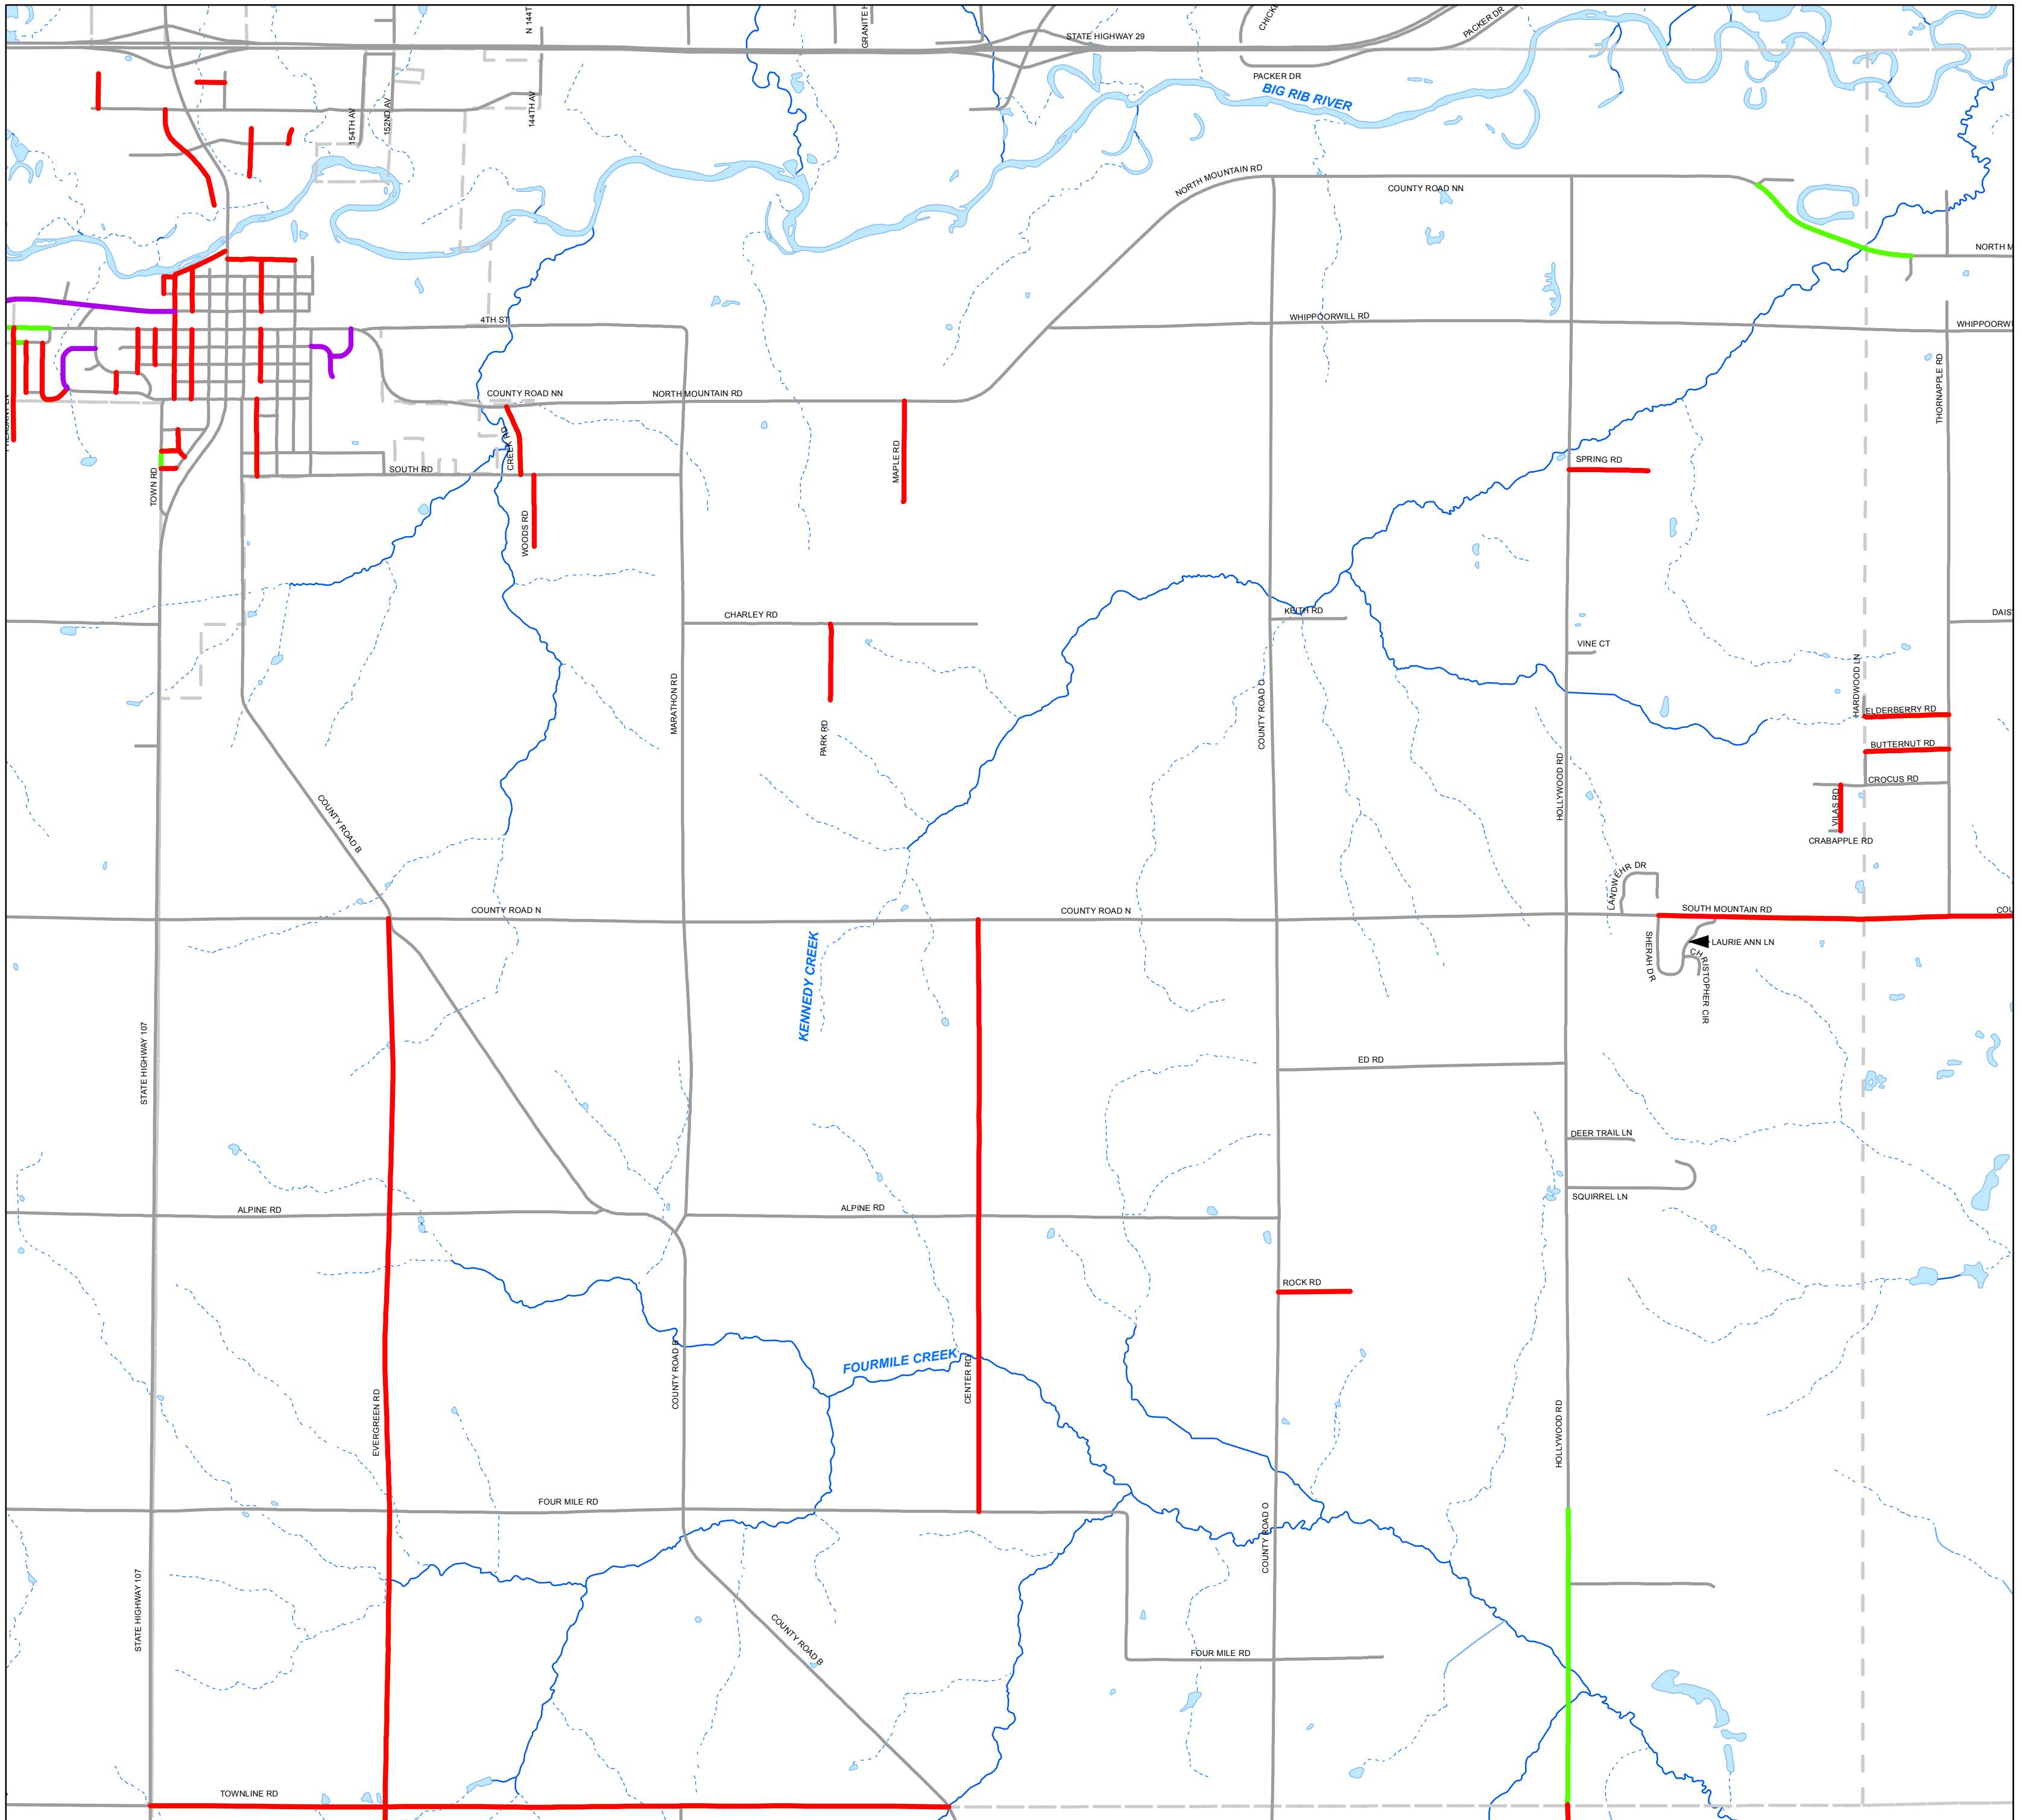 N 144T
GRANITE
STATE HIGHWAY 29
CHICK
PACKER DR
PACKER DR
BIG RIB RIVER
154TH AV
152ND AV
144TH AV
NORTH MOUNTAIN RD
COUNTY ROAD NN
NORTH M
4TH ST
WHIPPOORWILL RD
WHIPPOORWI
THORNAPPLE RD
COUNTY ROAD NN
NORTH MOUNTAIN RD
CREEK RD
MAPLE RD
SPRING RD
TOWN RD
SOUTH RD
WOODS RD
CHARLEY RD
KEITH RD
DAIS
VINE CT
MARATHON RD
PARK RD
COUNTY ROAD O
HARDWOOD LN
ELDERBERRY RD
BUTTERNUT RD
HOLLYWOOD RD
CROCUS RD
VILAS RD
CRABAPPLE RD
COUNTY ROAD B
LANDWEHR DR
COUNTY ROAD N
COUNTY ROAD N
SOUTH MOUNTAIN RD
COU
KENNEDY CREEK
SHERAH DR
LAURIE ANN LN
CHRISTOPHER CIR
STATE HIGHWAY 107
ED RD
DEER TRAIL LN
SQUIRREL LN
ALPINE RD
ALPINE RD
ROCK RD
FOURMILE CREEK
EVERGREEN RD
COUNTY ROAD B
CENTER RD
HOLLYWOOD RD
FOUR MILE RD
COUNTY ROAD O
STATE HIGHWAY 107
COUNTY ROAD B
FOUR MILE RD
TOWNLINE RD